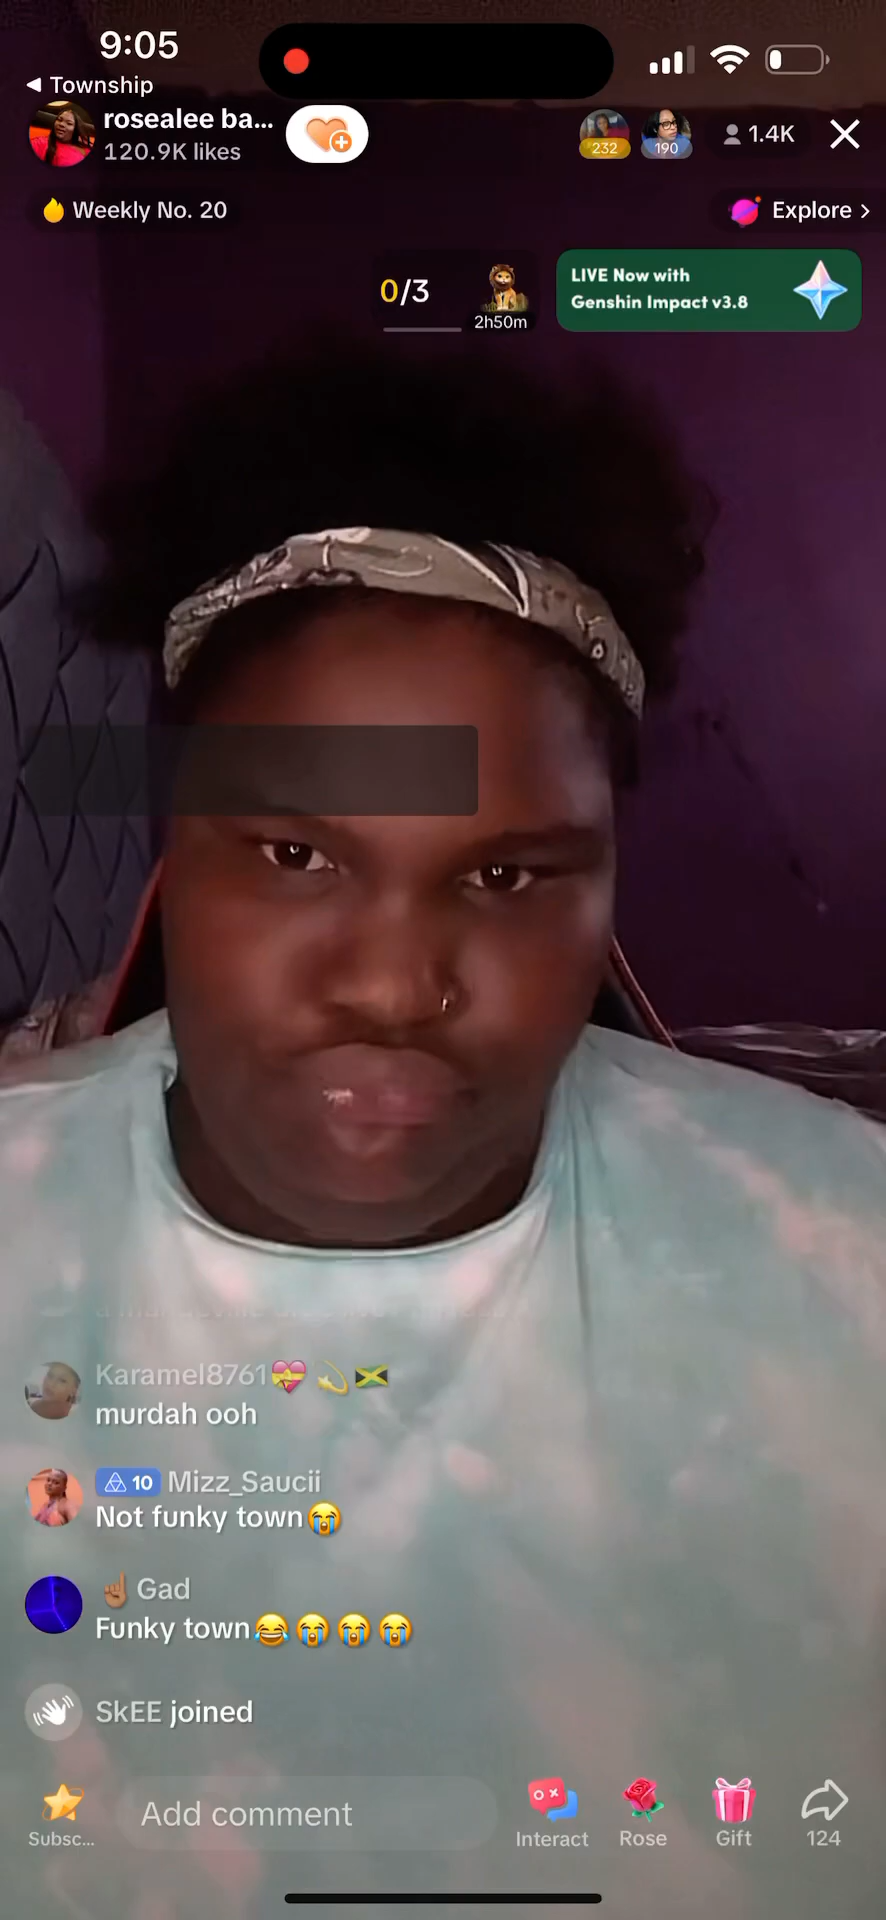 9:05
Township
rosealee ba...
120.9K likes
232
190
1.4K
Weekly No. 20
Explore
0/3
2h50m
LIVE Now with
Genshin Impact v3.8
Karamel8761💝💫🇯🇲
murdah ooh
10 Mizz_Saucii
Not funky town😭
☝🏽Gad
Funky town😂😭😭😭
SkEE joined
Add comment
Subsc...
Interact
Rose
Gift
124